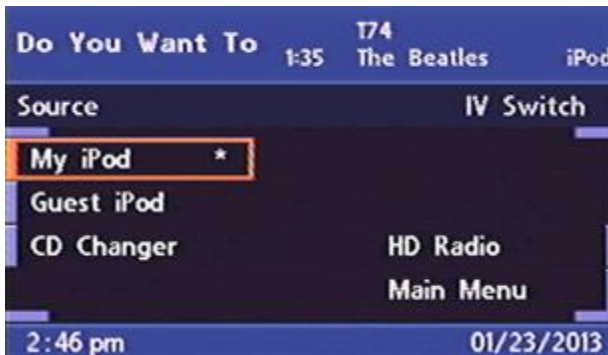 Do You Want To 1:35 T74 The Beatles iPod
Source IV Switch
My iPod *
Guest iPod
CD Changer HD Radio
Main Menu
2:46 pm 01/23/2013